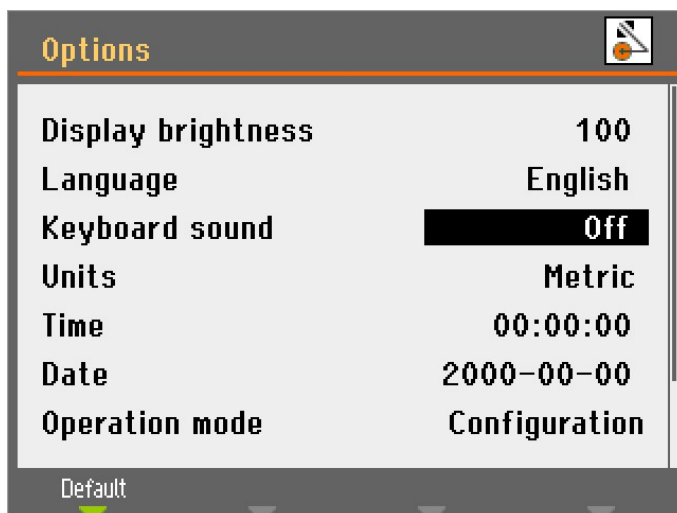 Options
Display brightness 100
Language English
Keyboard sound Off
Units Metric
Time 00:00:00
Date 2000-00-00
Operation mode Configuration
Default